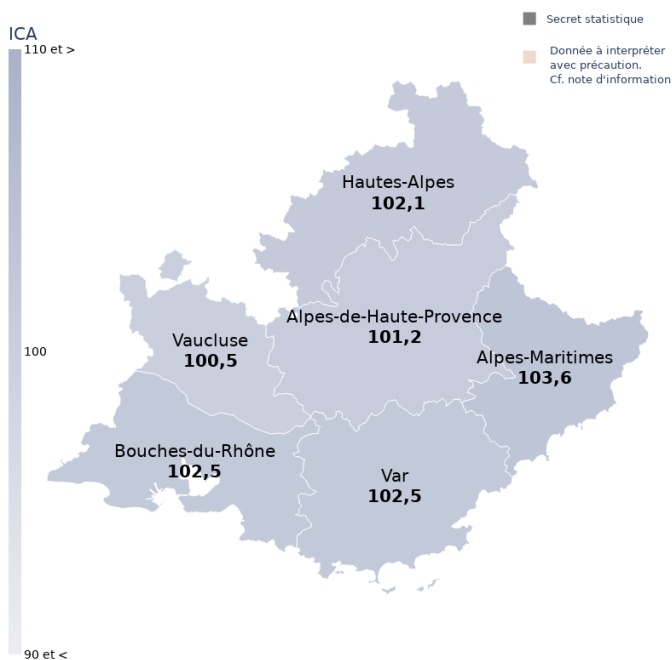 Secret statistique
ICA
110 et >
Donnée à interpréter
avec précaution.
Cf. note d'information
Hautes-Alpes
102,1
Alpes-de-Haute-Provence
101,2
Vaucluse
100,5
100
Alpes-Maritimes
103,6
Bouches-du-Rhône
102,5
Var
102,5
90 et <